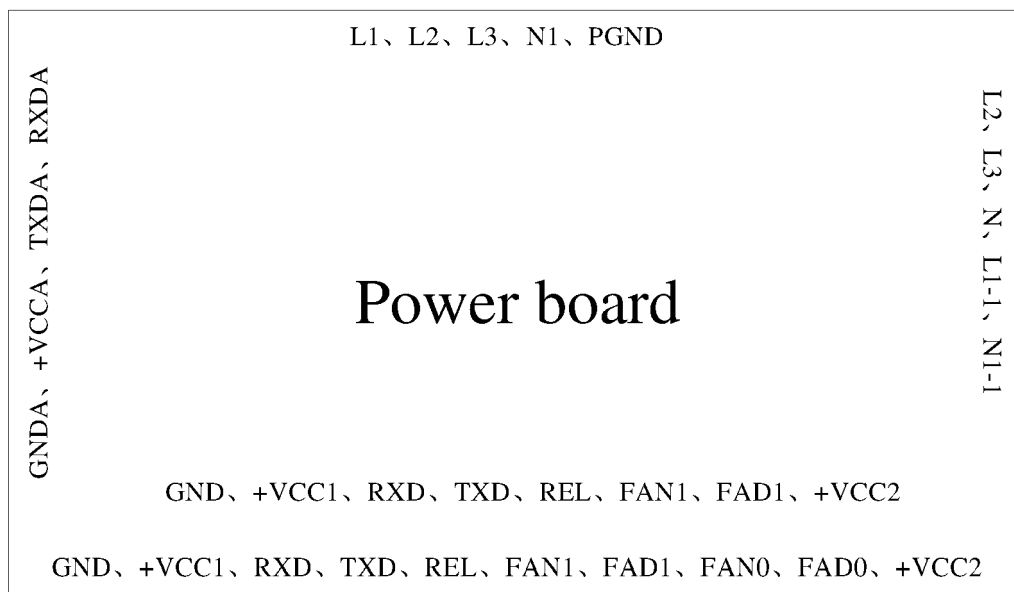 L1、L2、L3、N1、PGND
GNDA、+VCCA、TXDA、RXDA
L2、L3、N、L1-1、N1-1
Power board
GND、+VCC1、RXD、TXD、REL、FAN1、FAD1、+VCC2
GND、+VCC1、RXD、TXD、REL、FAN1、FAD1、FAN0、FAD0、+VCC2